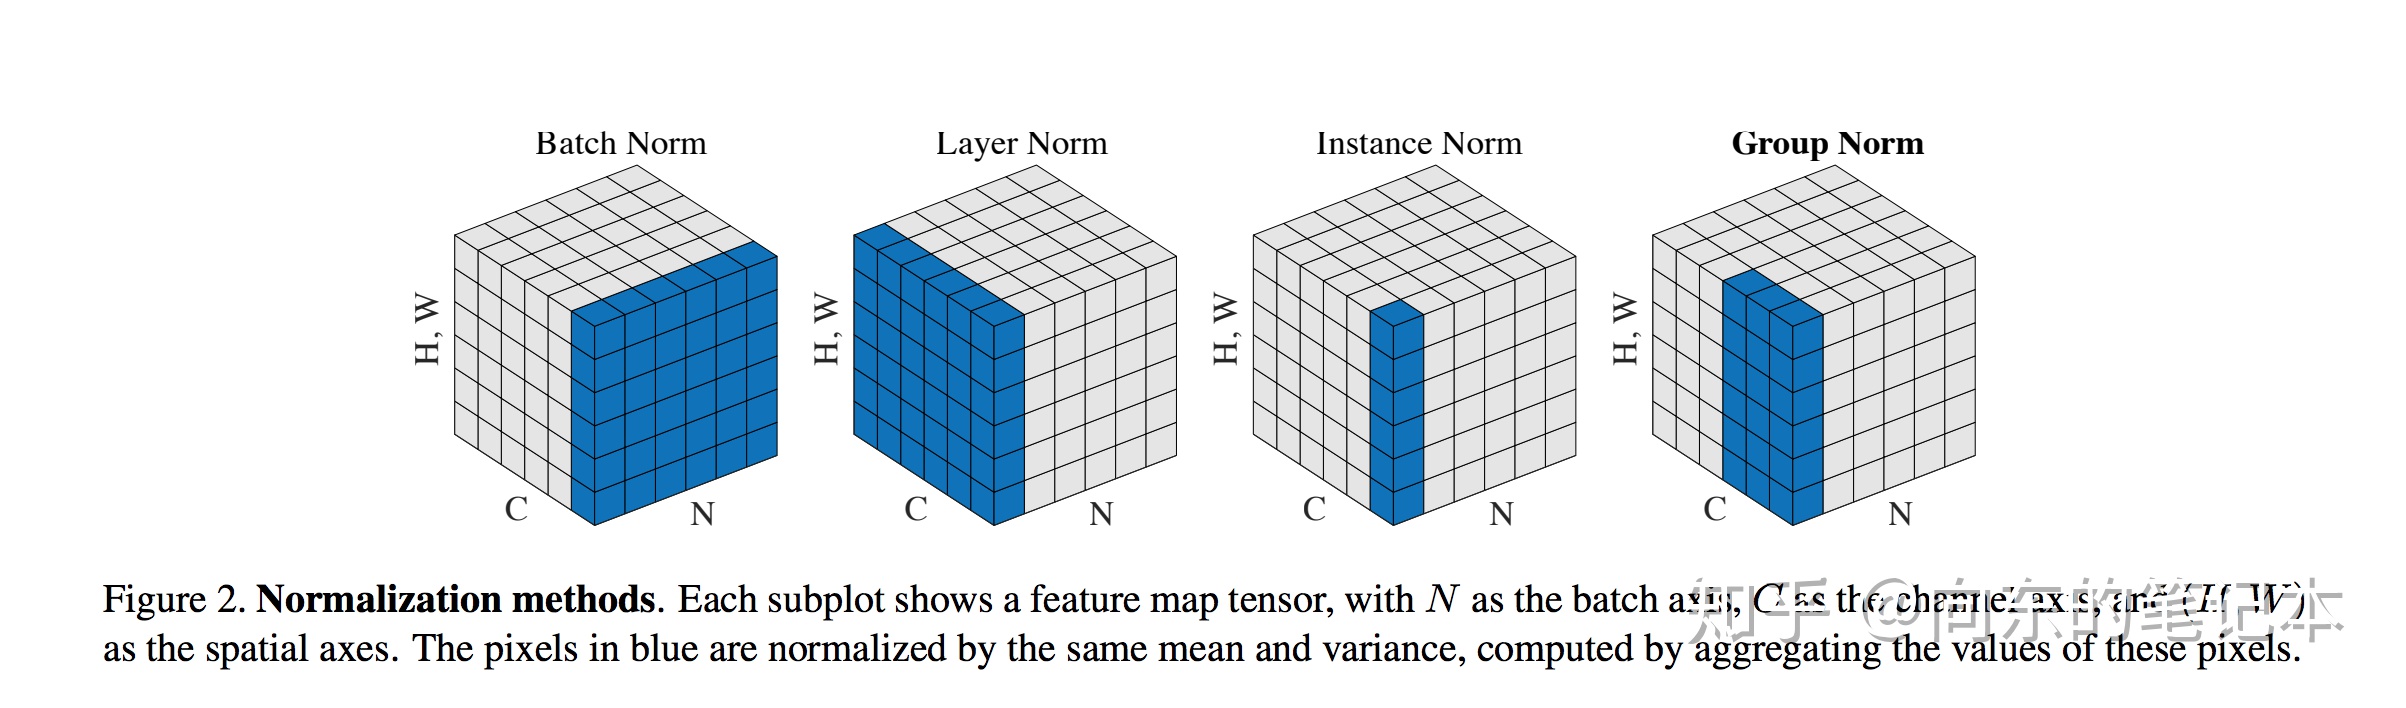 Batch Norm
Layer Norm
Instance Norm
Group Norm
H, W
C
N
H, W
C
N
H, W
C
N
H, W
C
N
Figure 2. Normalization methods. Each subplot shows a feature map tensor, with N as the batch axis, C as the channel axis, and (H, W)
as the spatial axes. The pixels in blue are normalized by the same mean and variance, computed by aggregating the values of these pixels.
知乎 @向东的笔记本